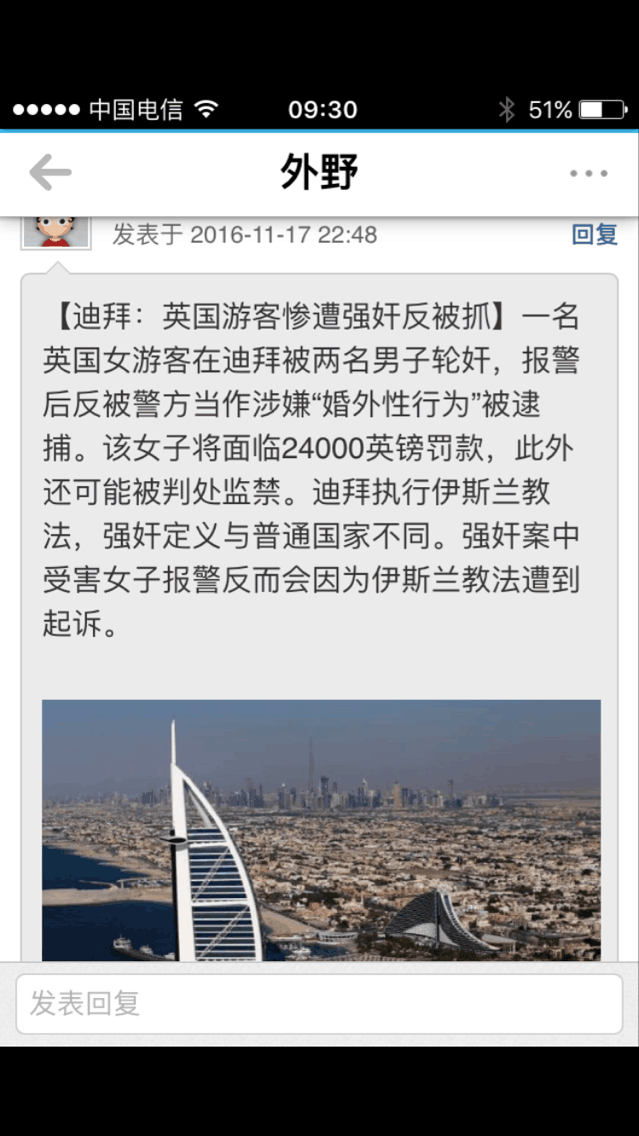 中国电信 09:30 51%
外野
发表于 2016-11-17 22:48 回复
【迪拜：英国游客惨遭强奸反被抓】一名
英国女游客在迪拜被两名男子轮奸，报警
后反被警方当作涉嫌“婚外性行为”被逮
捕。该女子将面临24000英镑罚款，此外
还可能被判处监禁。迪拜执行伊斯兰教
法，强奸定义与普通国家不同。强奸案中
受害女子报警反而会因为伊斯兰教法遭到
起诉。
发表回复